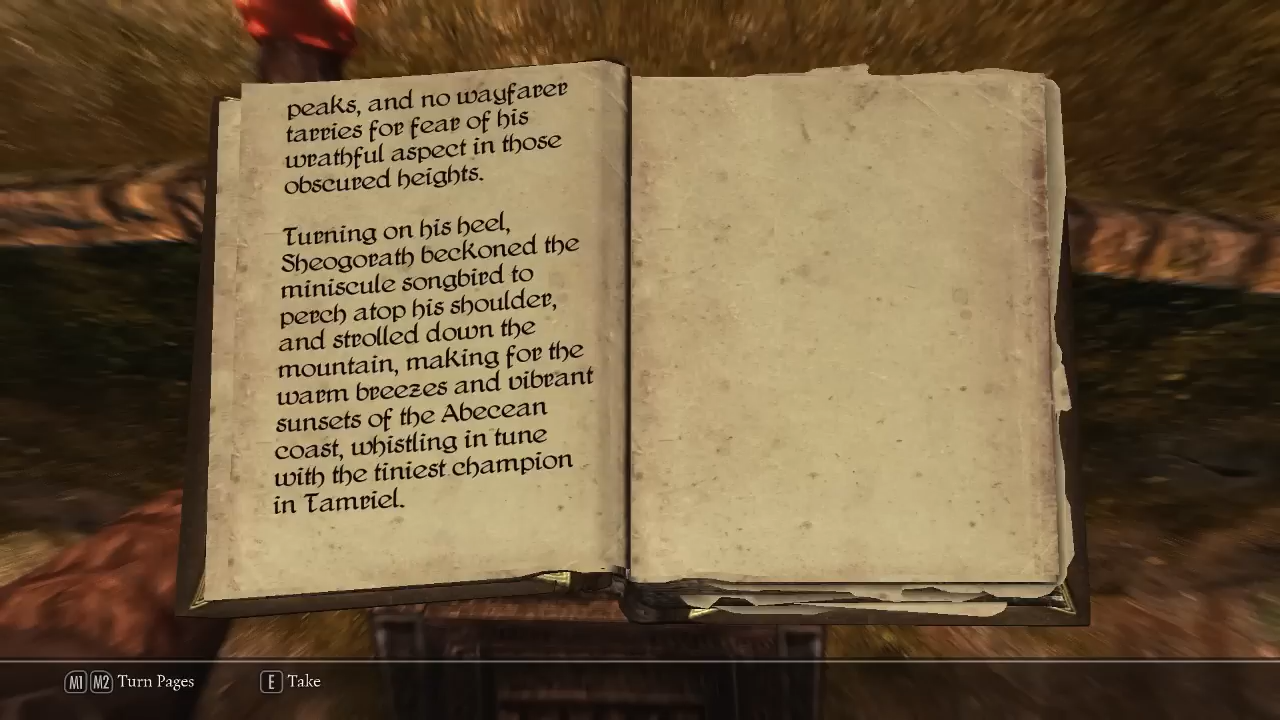 peaks, and no wayfarer
tarries for fear of his
wrathful aspect in those
obscured heights.
Turning on his heel,
Sheogorath beckoned the
miniscule songbird to
perch atop his shoulder,
and strolled down the
mountain, making for the
warm breezes and vibrant
sunsets of the Abecean
coast, whistling in tune
with the tiniest champion
in Tamriel.
M1 M2 Turn Pages
E Take